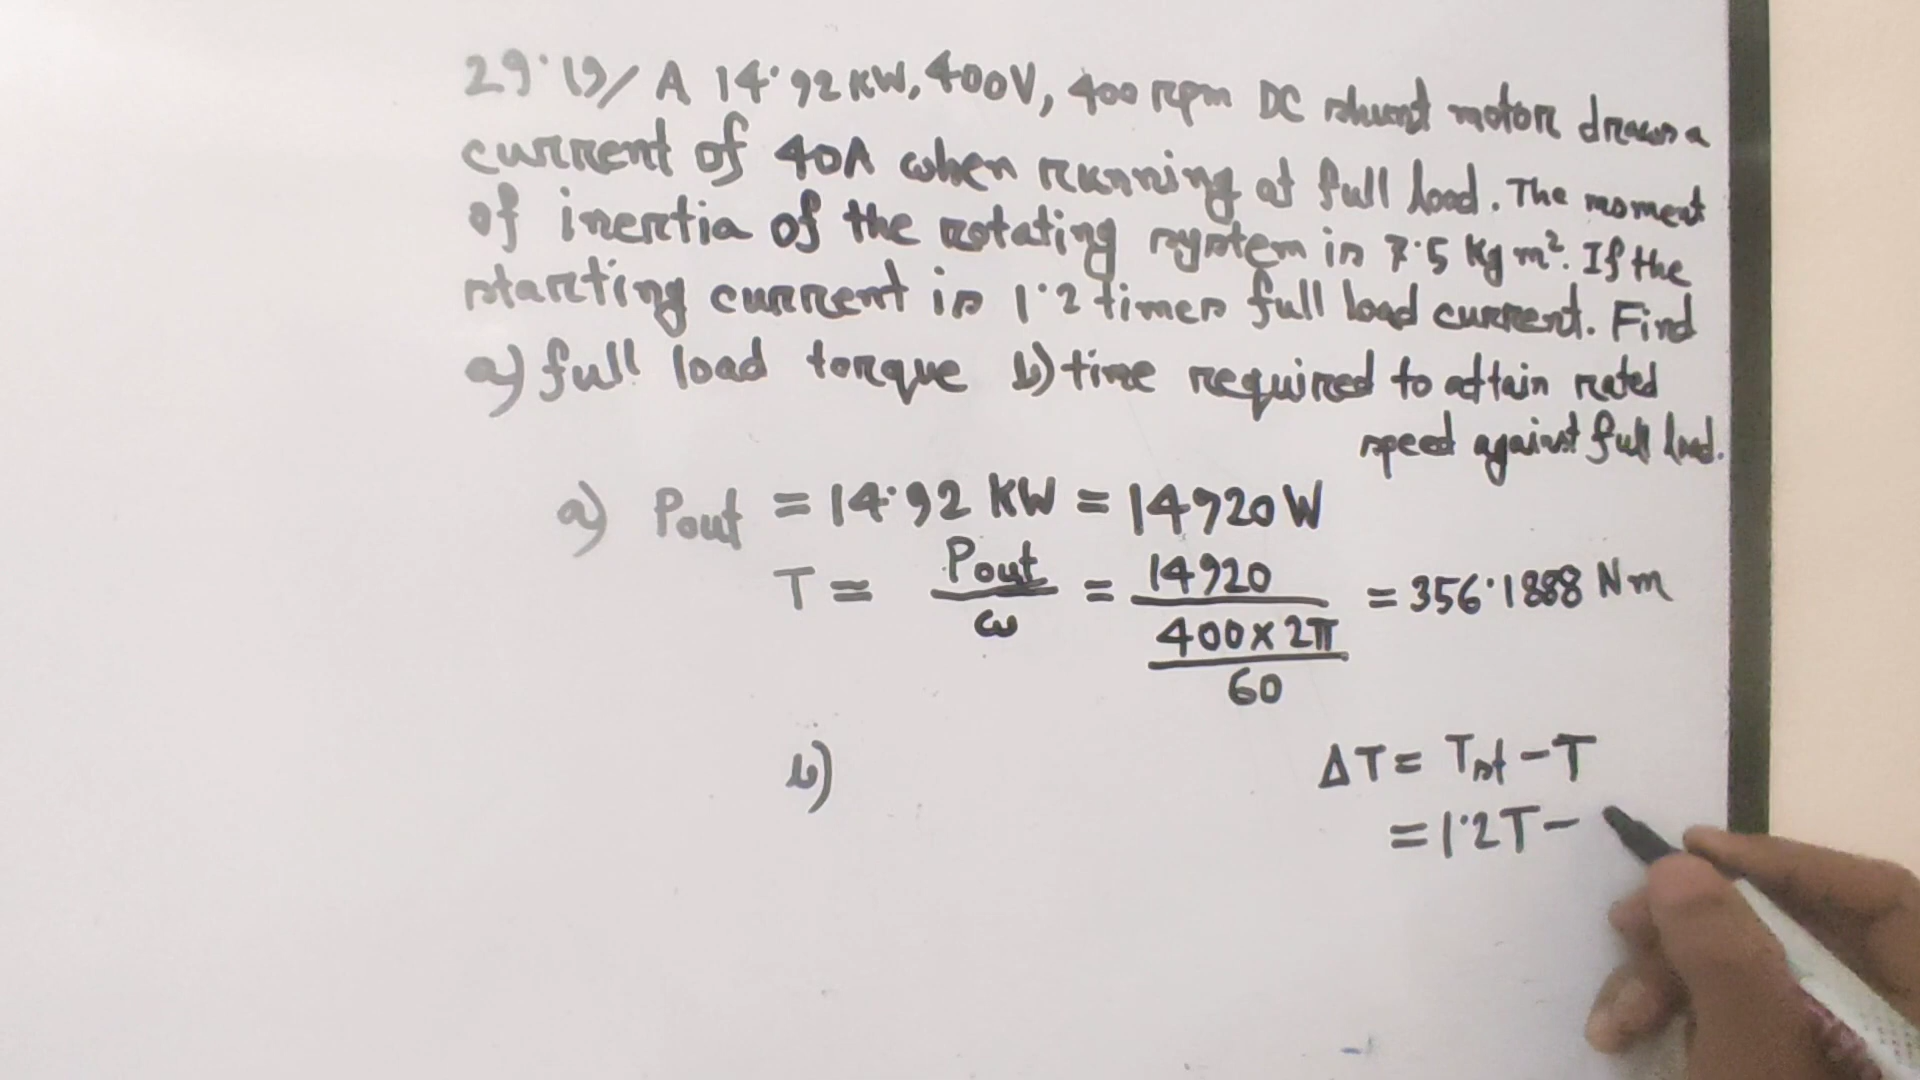 29.19/ A 14.92 KW, 400V, 400 rpm DC shunt motor draws a
current of 40A when running at full load. The moment
of inertia of the rotating system is 7.5 Kg m². If the
starting current is 1.2 times full load current. Find
a) full load torque b) time required to attain rated
speed against full load.
a) Pout = 14.92 KW = 14920 W
T = Pout / ω = 14920 / (400 × 2π / 60) = 356.1888 Nm
b) ΔT = Tst - T
= 1.2T -